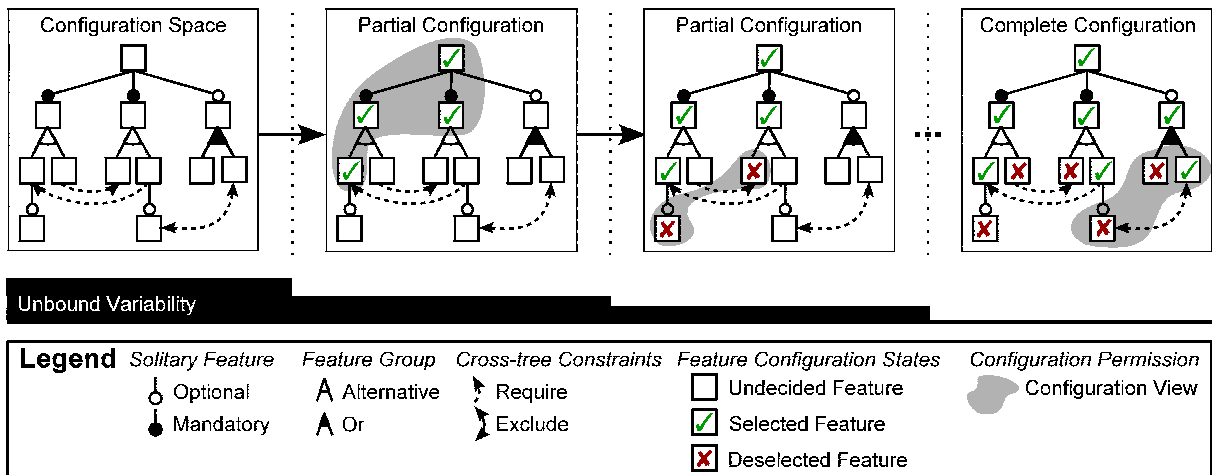 Configuration Space
Partial Configuration
Partial Configuration
Complete Configuration
Unbound Variability
Legend
Solitary Feature
Optional
Mandatory
Feature Group
Alternative
Or
Cross-tree Constraints
Require
Exclude
Feature Configuration States
Undecided Feature
Selected Feature
Deselected Feature
Configuration Permission
Configuration View